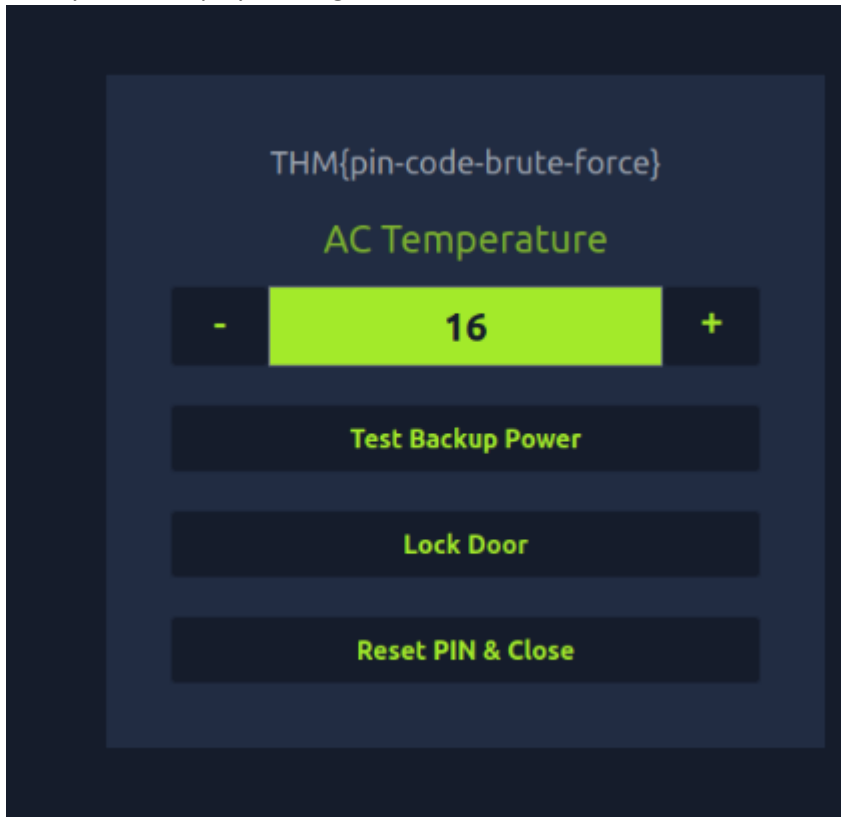 THM{pin-code-brute-force}
AC Temperature
- 16 +
Test Backup Power
Lock Door
Reset PIN & Close